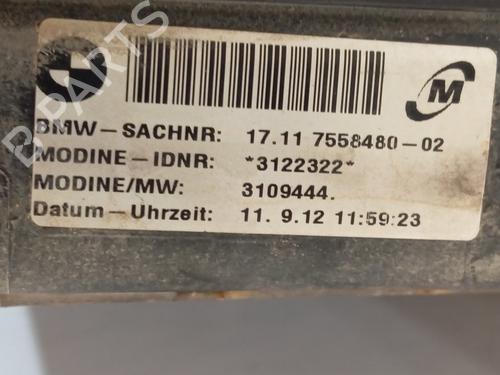 M
BMW-SACHNR: 17.11 7558480-02
MODINE-IDNR: *3122322*
MODINE/MW: 3109444.
Datum-Uhrzeit: 11. 9.12 11:59:23
B-PARTS